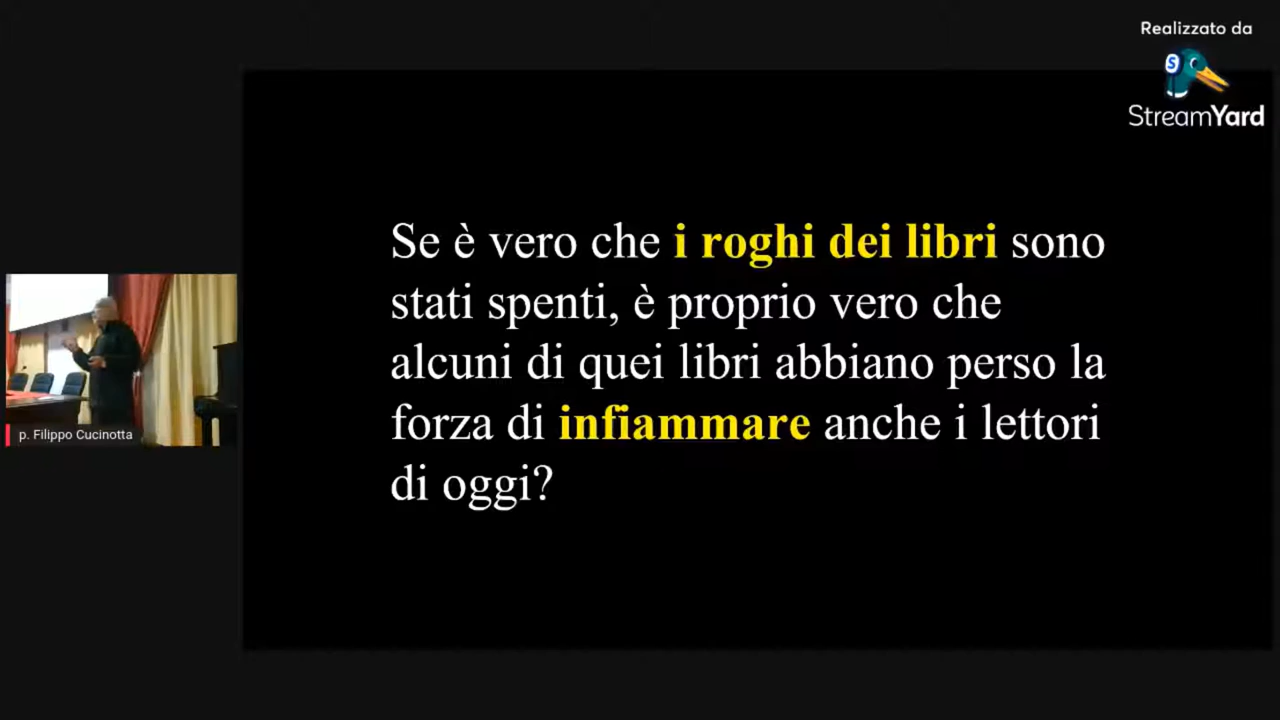 Realizzato da
StreamYard
Se è vero che i roghi dei libri sono
stati spenti, è proprio vero che
alcuni di quei libri abbiano perso la
forza di infiammare anche i lettori
di oggi?
p. Filippo Cucinotta